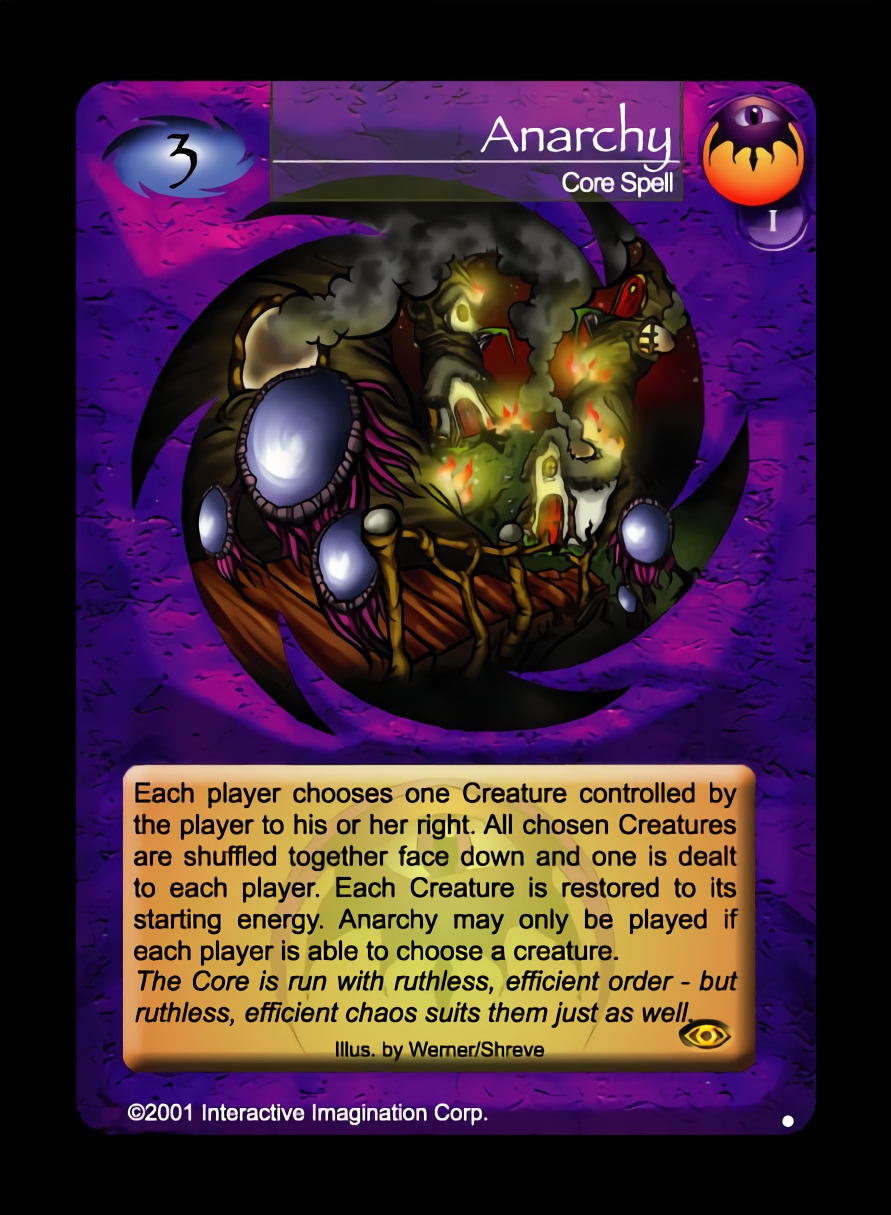 3
Anarchy
Core Spell
I
Each player chooses one Creature controlled by
the player to his or her right. All chosen Creatures
are shuffled together face down and one is dealt
to each player. Each Creature is restored to its
starting energy. Anarchy may only be played if
each player is able to choose a creature.
The Core is run with ruthless, efficient order - but
ruthless, efficient chaos suits them just as well.
Illus. by Werner/Shreve
©2001 Interactive Imagination Corp.